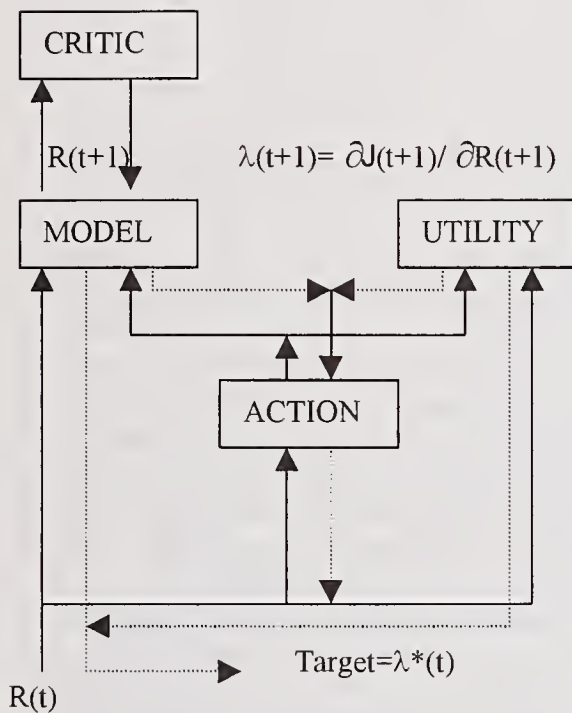 CRITIC
R(t+1)
λ(t+1)= ∂J(t+1)/ ∂R(t+1)
MODEL
UTILITY
ACTION
Target=λ*(t)
R(t)